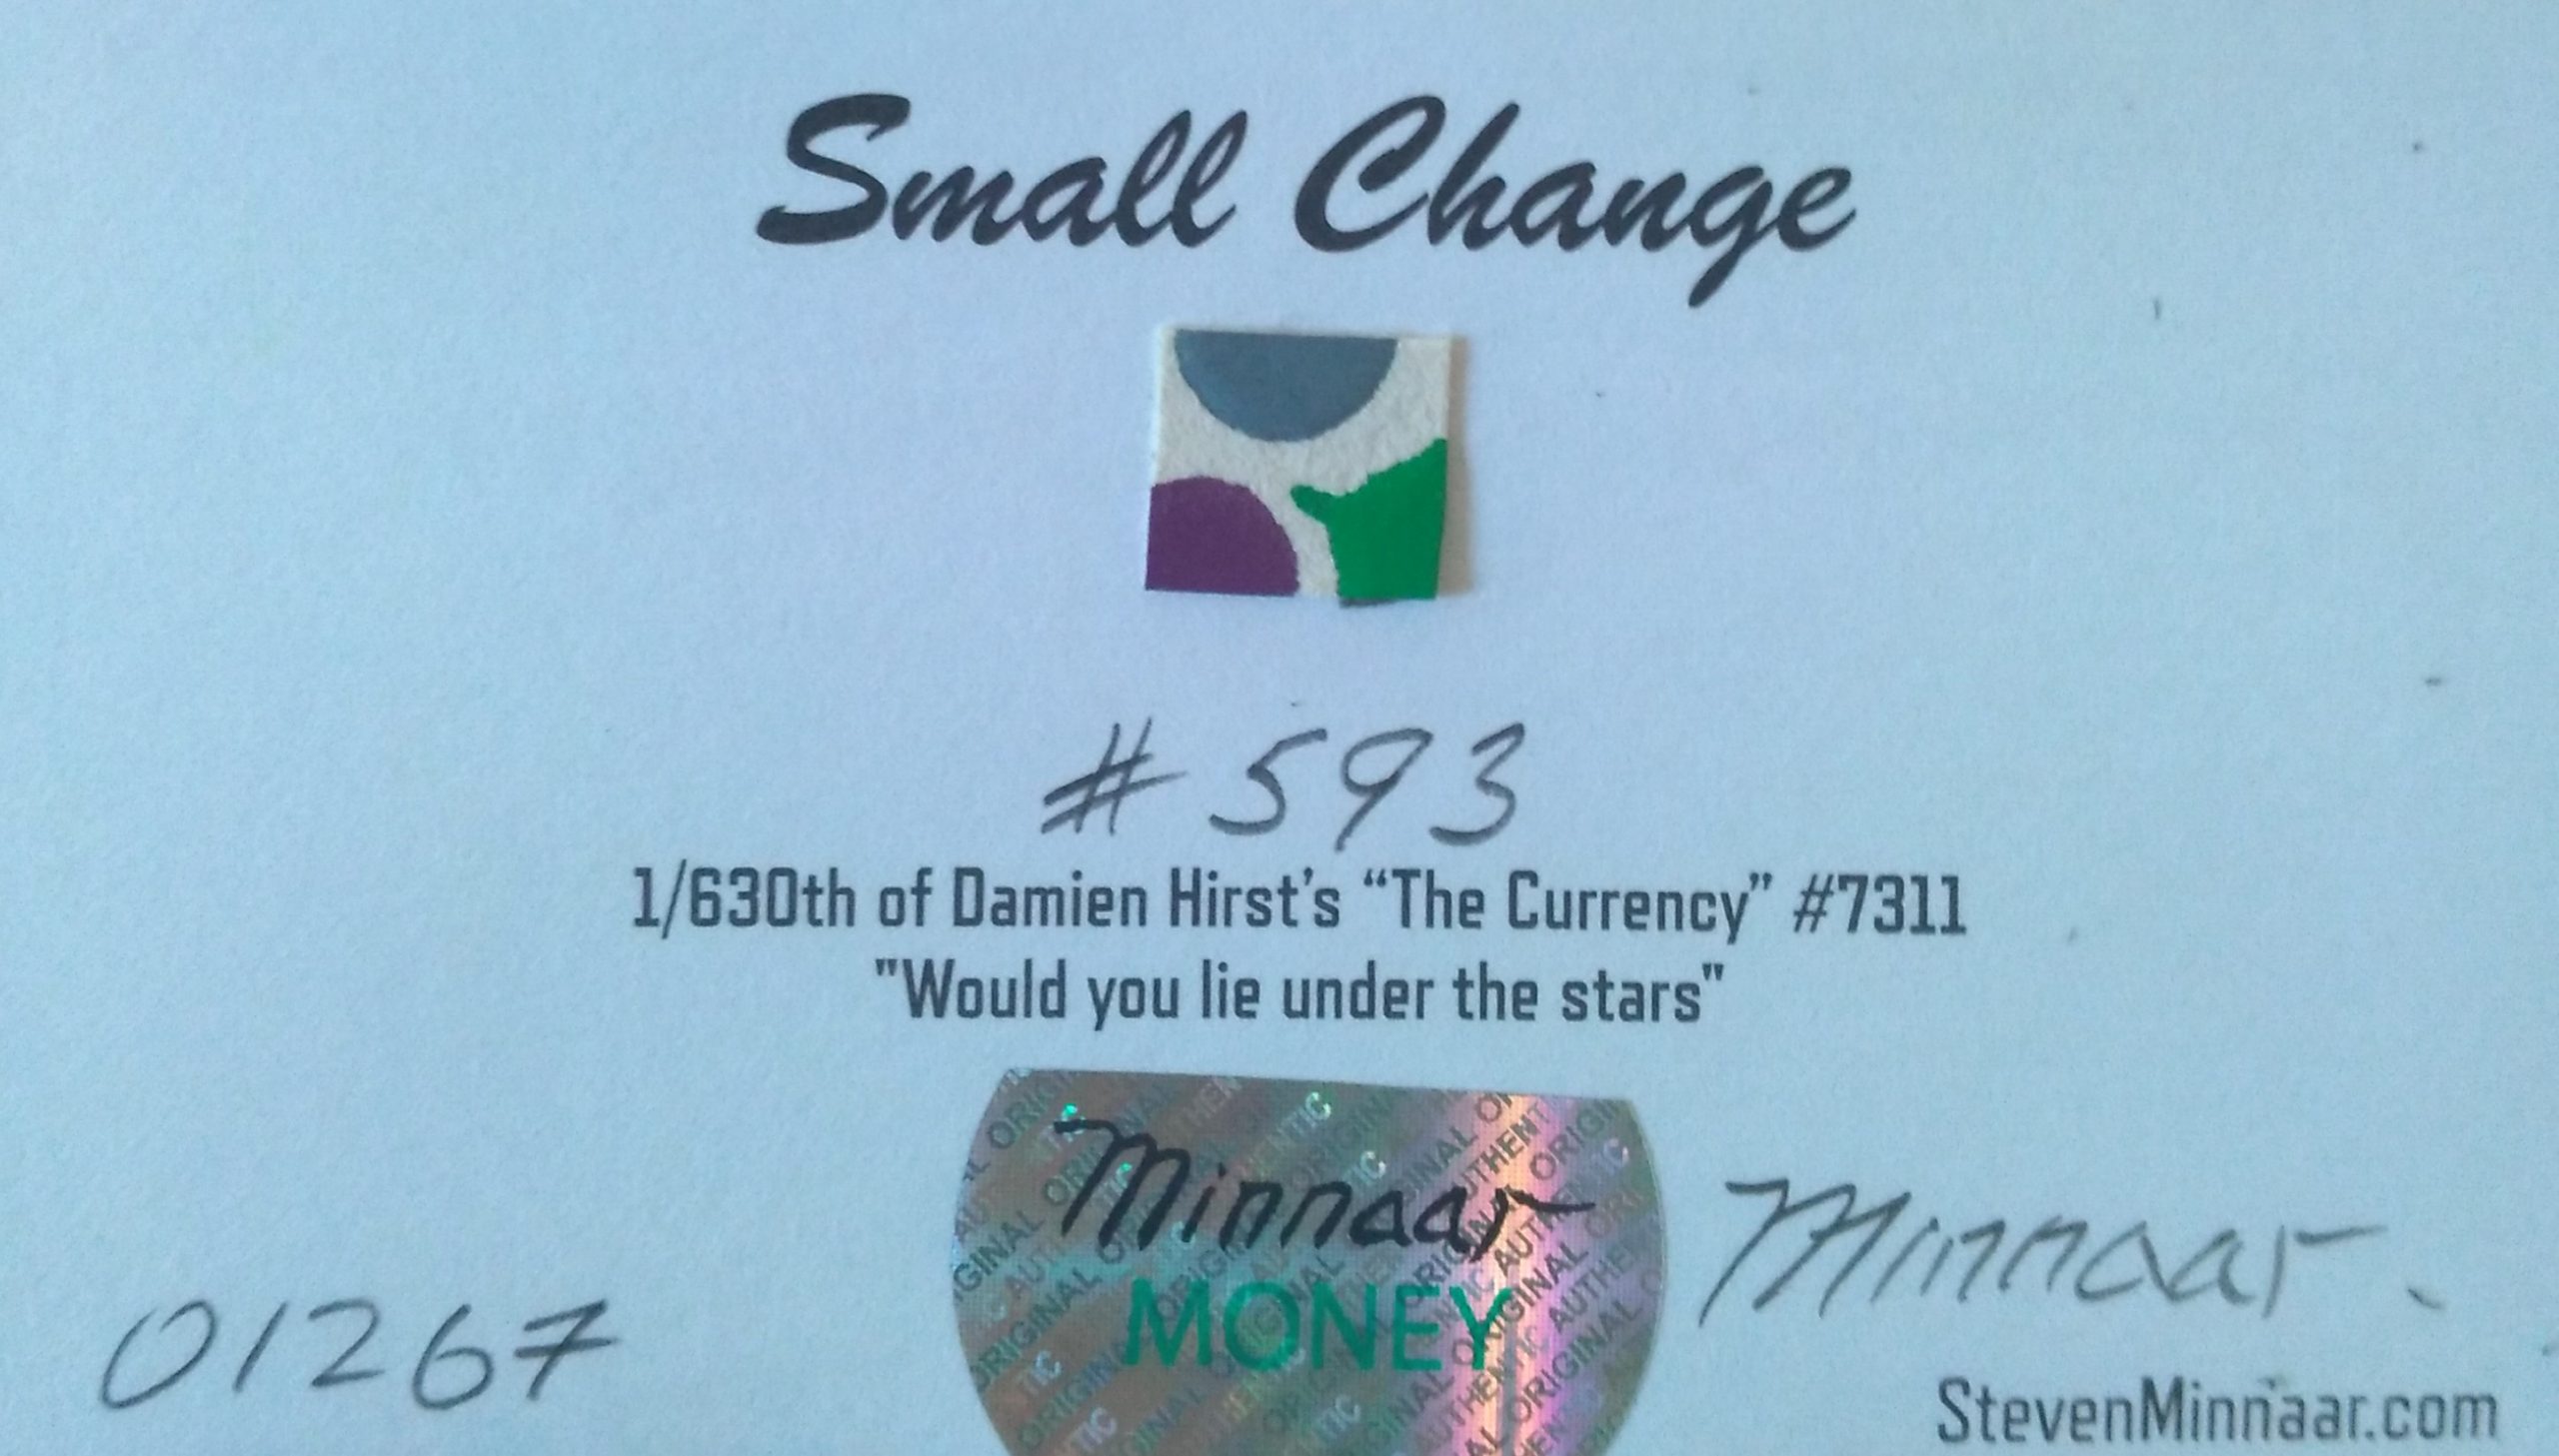 Small Change
# 593
1/630th of Damien Hirst's “The Currency” #7311
"Would you lie under the stars"
Minnaar
MONEY
Minnaar.
01267
StevenMinnaar.com